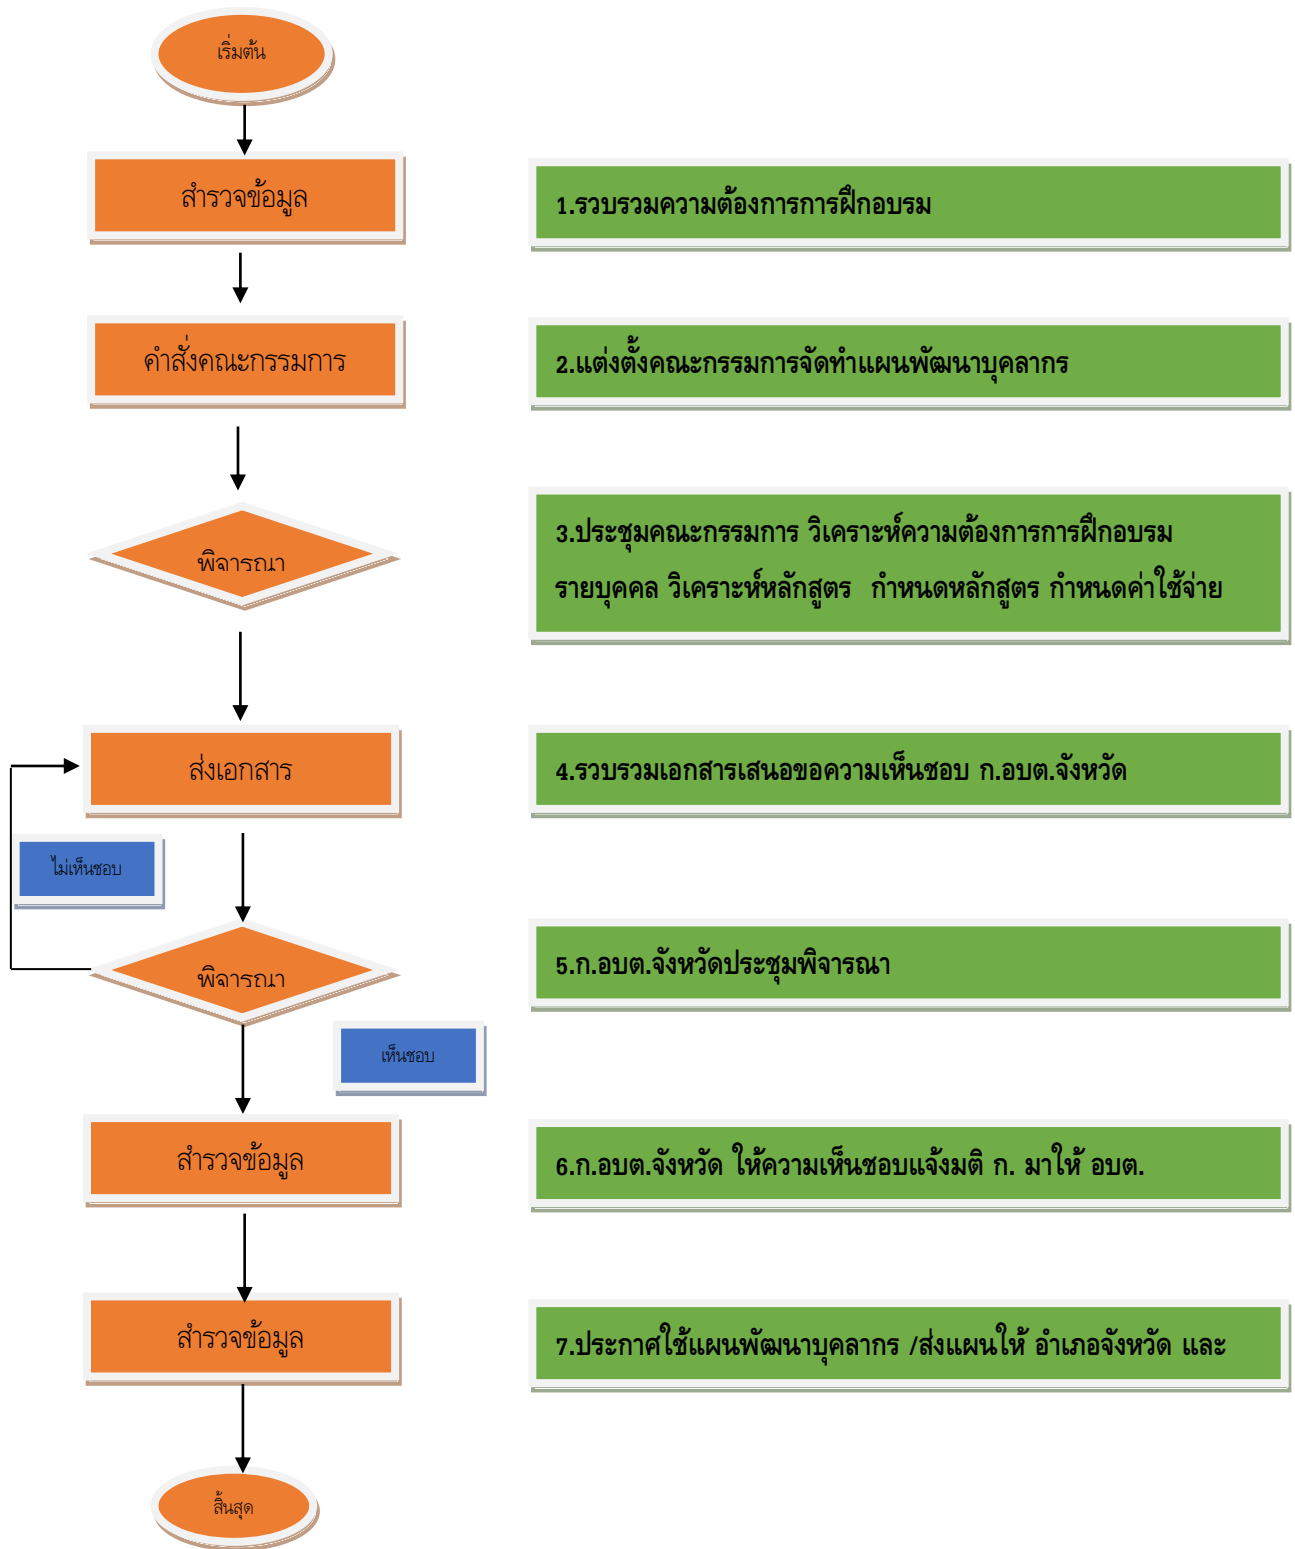 เริ่มต้น
สำรวจข้อมูล
1.รวบรวมความต้องการการฝึกอบรม
คำสั่งคณะกรรมการ
2.แต่งตั้งคณะกรรมการจัดทำแผนพัฒนาบุคลากร
พิจารณา
3.ประชุมคณะกรรมการ วิเคราะห์ความต้องการการฝึกอบรม
รายบุคคล วิเคราะห์หลักสูตร กำหนดหลักสูตร กำหนดค่าใช้จ่าย
ส่งเอกสาร
4.รวบรวมเอกสารเสนอขอความเห็นชอบ ก.อบต.จังหวัด
ไม่เห็นชอบ
พิจารณา
5.ก.อบต.จังหวัดประชุมพิจารณา
เห็นชอบ
สำรวจข้อมูล
6.ก.อบต.จังหวัด ให้ความเห็นชอบแจ้งมติ ก. มาให้ อบต.
สำรวจข้อมูล
7.ประกาศใช้แผนพัฒนาบุคลากร /ส่งแผนให้ อำเภอจังหวัด และ
สิ้นสุด